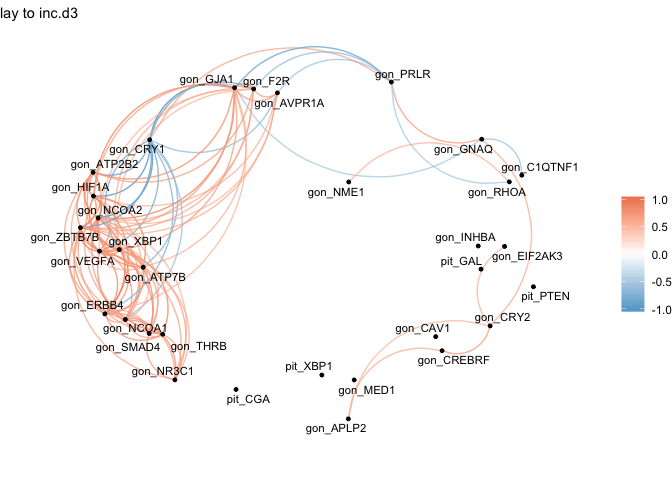 lay to inc.d3
gon_PRLR
gon_GJA1
gon_F2R
gon_AVPR1A
gon_CRY1
gon_GNAQ
gon_ATP2B2
gon_C1QTNF1
gon_HIF1A
gon_NME1
gon_RHOA
1.0
gon_NCOA2
0.5
gon_ZBTB7B
gon_XBP1
gon_INHBA
gon_VEGFA
gon_EIF2AK3
0.0
pit_GAL
gon_ATP7B
-0.5
pit_PTEN
gon_ERBB4
-1.0
gon_CRY2
gon_NCOA1
gon_CAV1
gon_SMAD4
gon_THRB
gon_CREBRF
pit_XBP1
gon_NR3C1
gon_MED1
pit_CGA
gon_APLP2